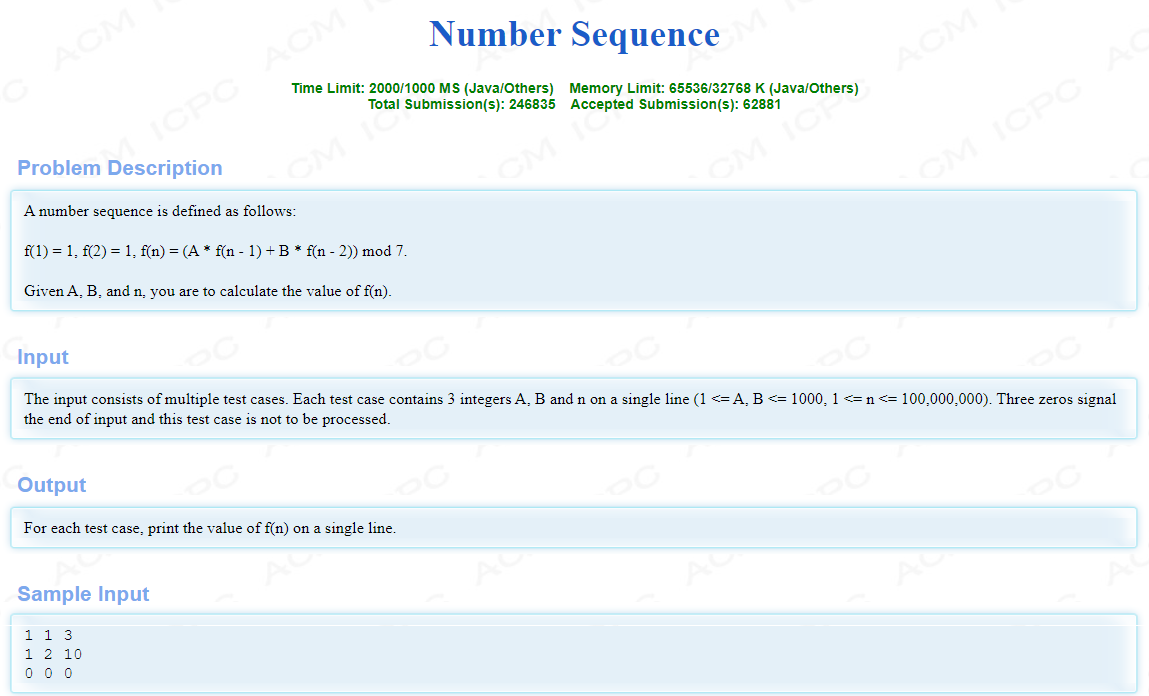 Number Sequence
Time Limit: 2000/1000 MS (Java/Others) Memory Limit: 65536/32768 K (Java/Others)
Total Submission(s): 246835 Accepted Submission(s): 62881
Problem Description
A number sequence is defined as follows:
f(1) = 1, f(2) = 1, f(n) = (A * f(n - 1) + B * f(n - 2)) mod 7.
Given A, B, and n, you are to calculate the value of f(n).
Input
The input consists of multiple test cases. Each test case contains 3 integers A, B and n on a single line (1 <= A, B <= 1000, 1 <= n <= 100,000,000). Three zeros signal
the end of input and this test case is not to be processed.
Output
For each test case, print the value of f(n) on a single line.
Sample Input
1 1 3
1 2 10
0 0 0